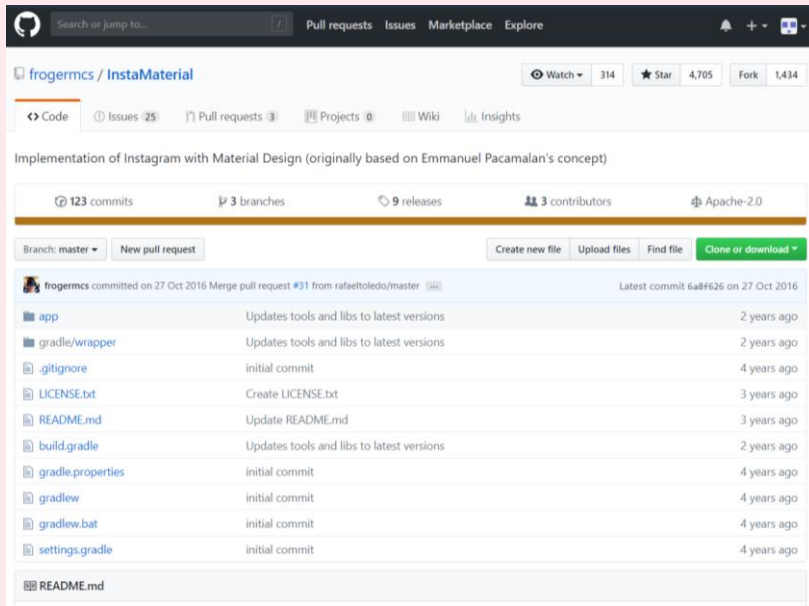 Search or jump to... / Pull requests Issues Marketplace Explore
frogermcs / InstaMaterial Watch 314 Star 4,705 Fork 1,434
Code Issues 25 Pull requests 3 Projects 0 Wiki Insights
Implementation of Instagram with Material Design (originally based on Emmanuel Pacamalan's concept)
123 commits 3 branches 9 releases 3 contributors Apache-2.0
Branch: master New pull request Create new file Upload files Find file Clone or download
frogermcs committed on 27 Oct 2016 Merge pull request #31 from rafaeltoledo/master ... Latest commit 6a8f626 on 27 Oct 2016
app Updates tools and libs to latest versions 2 years ago
gradle/wrapper Updates tools and libs to latest versions 2 years ago
.gitignore initial commit 4 years ago
LICENSE.txt Create LICENSE.txt 3 years ago
README.md Update README.md 3 years ago
build.gradle Updates tools and libs to latest versions 2 years ago
gradle.properties initial commit 4 years ago
gradlew initial commit 4 years ago
gradlew.bat initial commit 4 years ago
settings.gradle initial commit 4 years ago
README.md